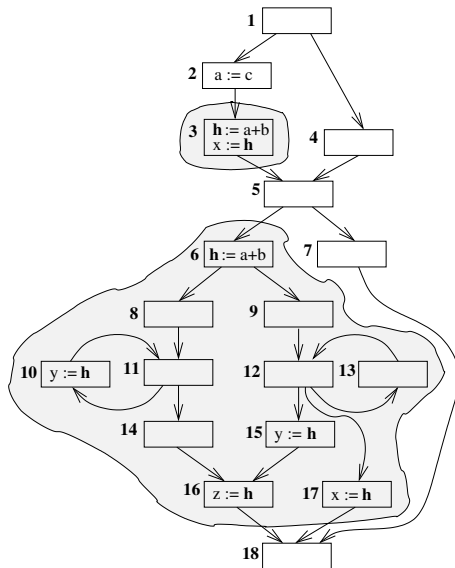 1
2 a := c
3 h := a+b
x := h
4
5
6 h := a+b
7
8
9
10 y := h
11
12
13
14
15 y := h
16 z := h
17 x := h
18